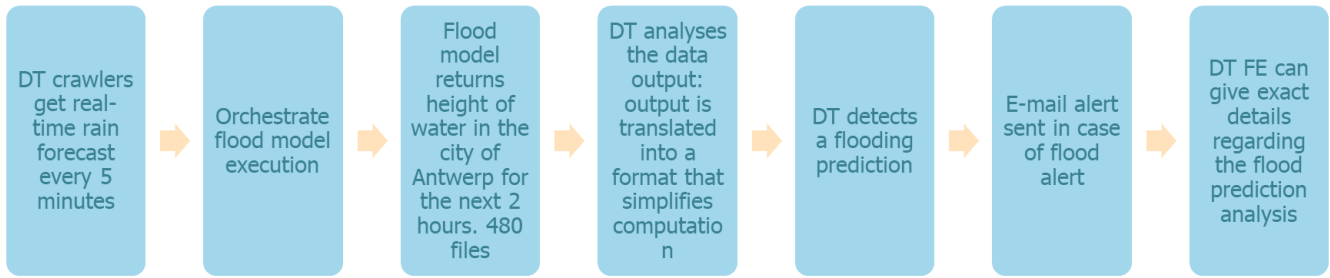 DT crawlers
get real-
time rain
forecast
every 5
minutes
Orchestrate
flood model
execution
Flood
model
returns
height of
water in the
city of
Antwerp for
the next 2
hours. 480
files
DT analyses
the data
output:
output is
translated
into a
format that
simplifies
computatio
n
DT detects
a flooding
prediction
E-mail alert
sent in case
of flood
alert
DT FE can
give exact
details
regarding
the flood
prediction
analysis